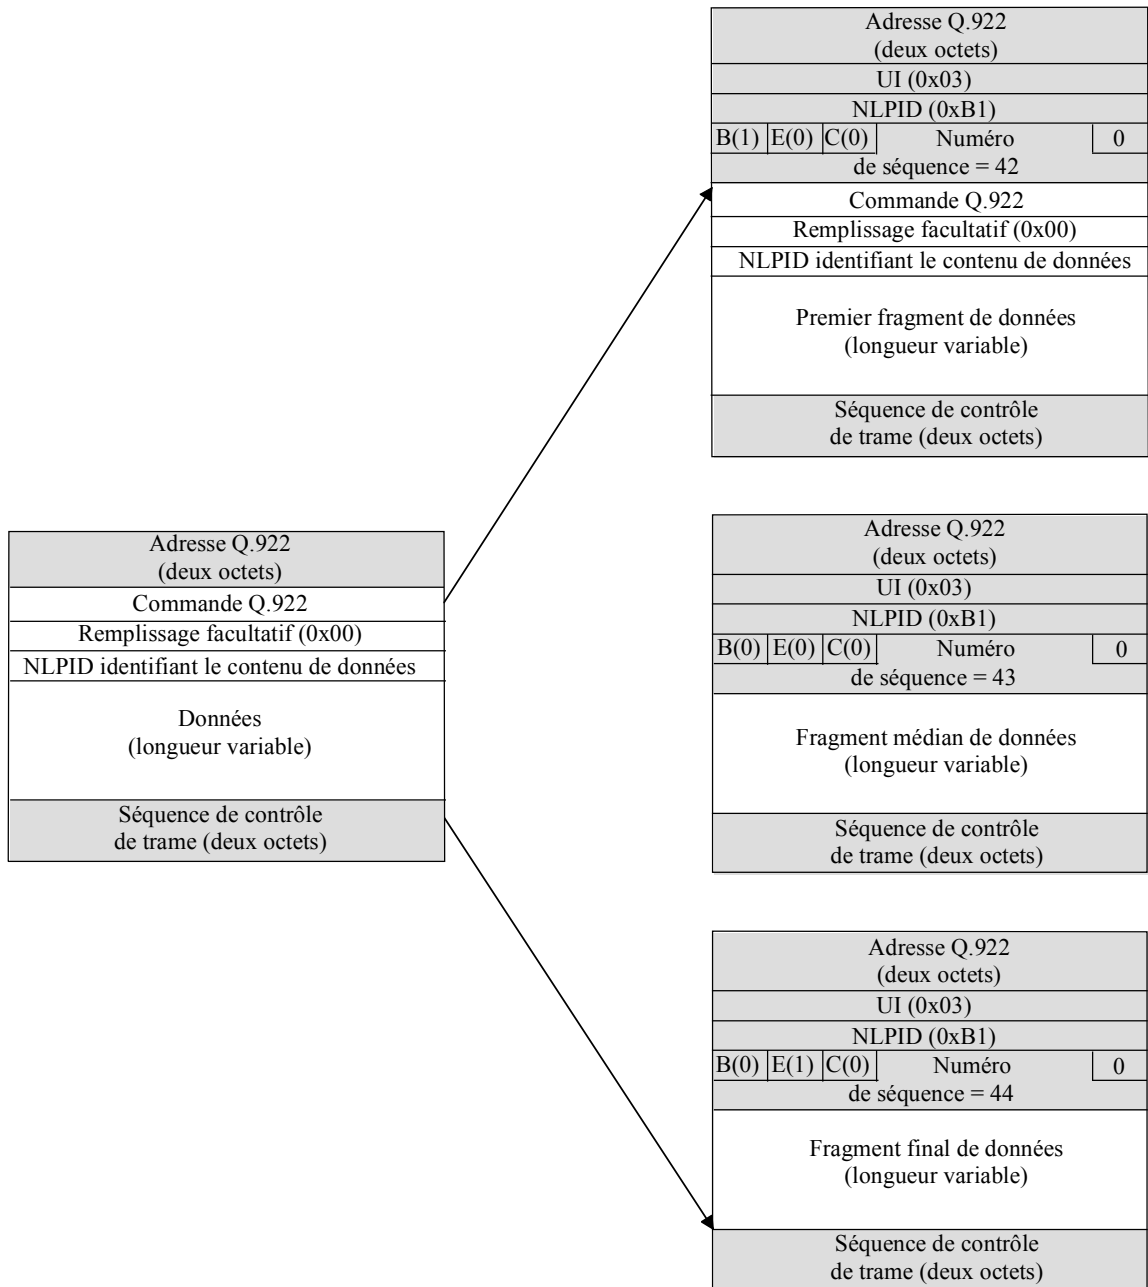 Adresse Q.922
(deux octets)
UI (0x03)
NLPID (0xB1)
B(1) E(0) C(0) Numéro 0
de séquence = 42
Commande Q.922
Remplissage facultatif (0x00)
NLPID identifiant le contenu de données
Premier fragment de données
(longueur variable)
Séquence de contrôle
de trame (deux octets)
Adresse Q.922
(deux octets)
Commande Q.922
Remplissage facultatif (0x00)
NLPID identifiant le contenu de données
Données
(longueur variable)
Séquence de contrôle
de trame (deux octets)
Adresse Q.922
(deux octets)
UI (0x03)
NLPID (0xB1)
B(0) E(0) C(0) Numéro 0
de séquence = 43
Fragment médian de données
(longueur variable)
Séquence de contrôle
de trame (deux octets)
Adresse Q.922
(deux octets)
UI (0x03)
NLPID (0xB1)
B(0) E(1) C(0) Numéro 0
de séquence = 44
Fragment final de données
(longueur variable)
Séquence de contrôle
de trame (deux octets)